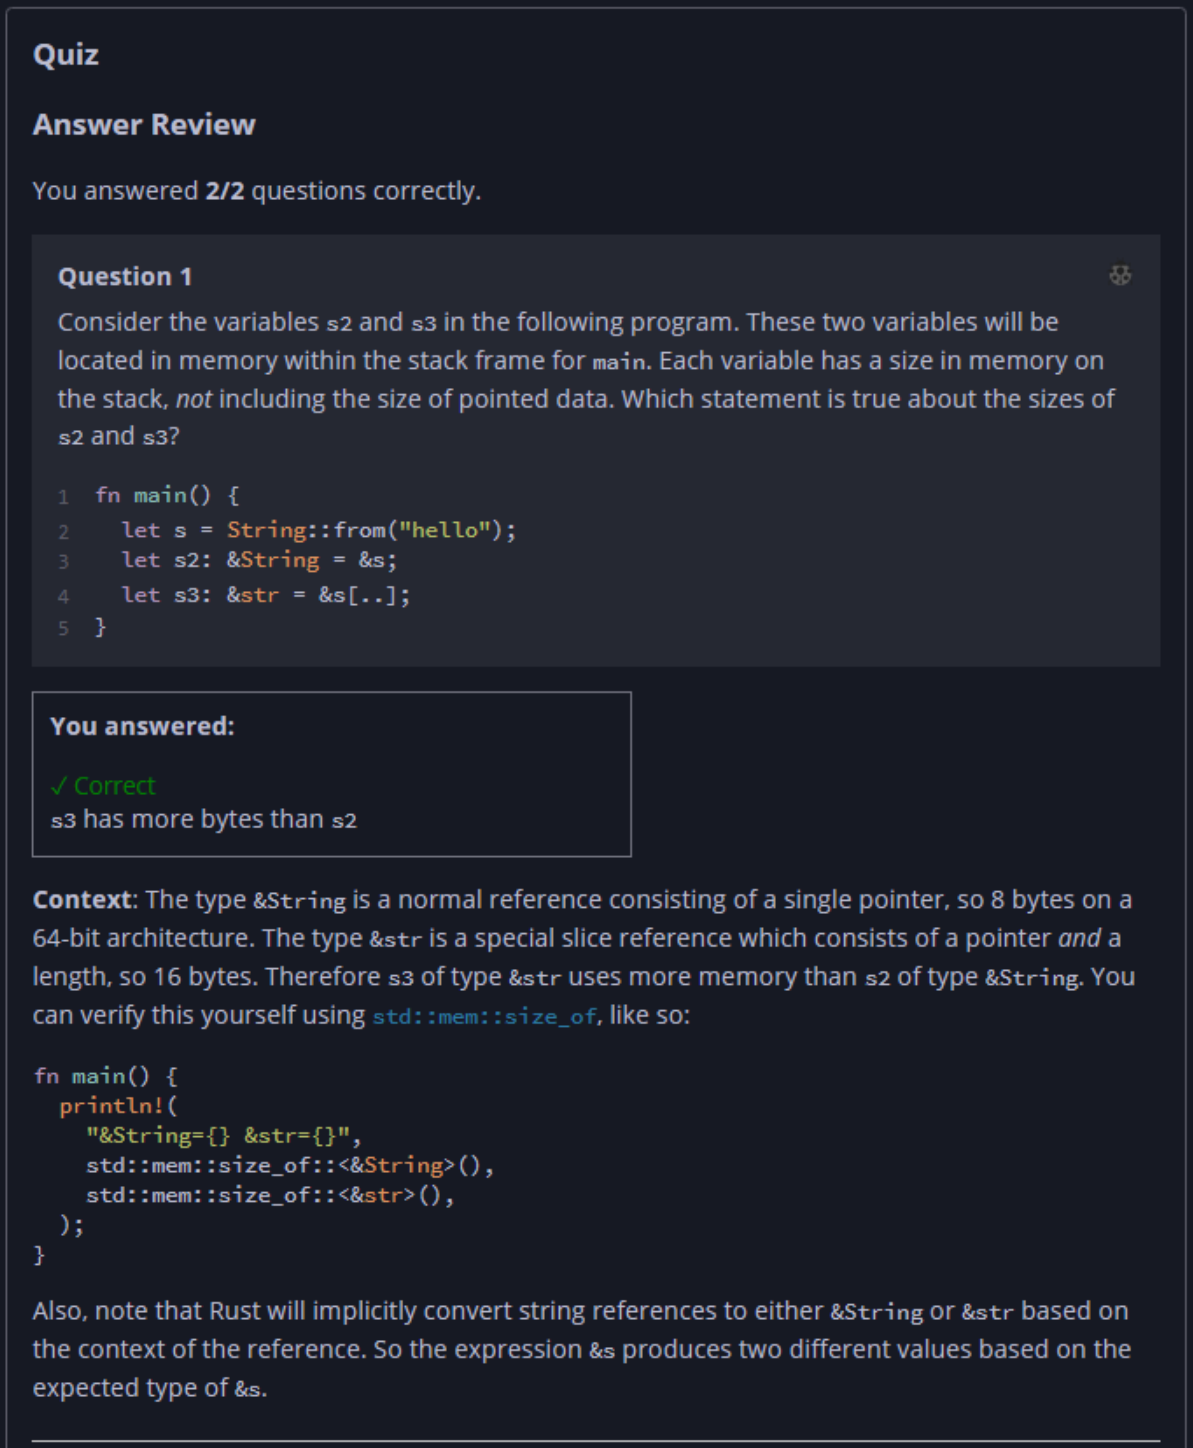 Quiz
Answer Review
You answered 2/2 questions correctly.
Question 1
Consider the variables s2 and s3 in the following program. These two variables will be
located in memory within the stack frame for main. Each variable has a size in memory on
the stack, not including the size of pointed data. Which statement is true about the sizes of
s2 and s3?
1 fn main() {
2   let s = String::from("hello");
3   let s2: &String = &s;
4   let s3: &str = &s[..];
5 }
You answered:
✓ Correct
s3 has more bytes than s2
Context: The type &String is a normal reference consisting of a single pointer, so 8 bytes on a
64-bit architecture. The type &str is a special slice reference which consists of a pointer and a
length, so 16 bytes. Therefore s3 of type &str uses more memory than s2 of type &String. You
can verify this yourself using std::mem::size_of, like so:
fn main() {
  println!(
    "&String={} &str={}",
    std::mem::size_of::<&String>(),
    std::mem::size_of::<&str>(),
  );
}
Also, note that Rust will implicitly convert string references to either &String or &str based on
the context of the reference. So the expression &s produces two different values based on the
expected type of &s.